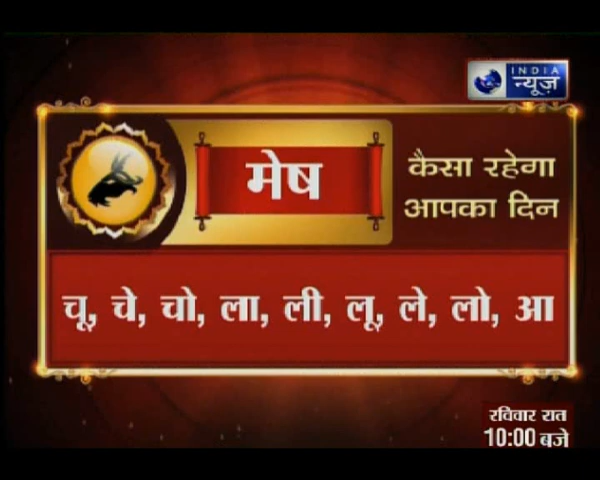 INDIA
न्यूज़
मेष
कैसा रहेगा
आपका दिन
चू, चे, चो, ला, ली, लू, ले, लो, आ
रविवार रात
10:00 बजे